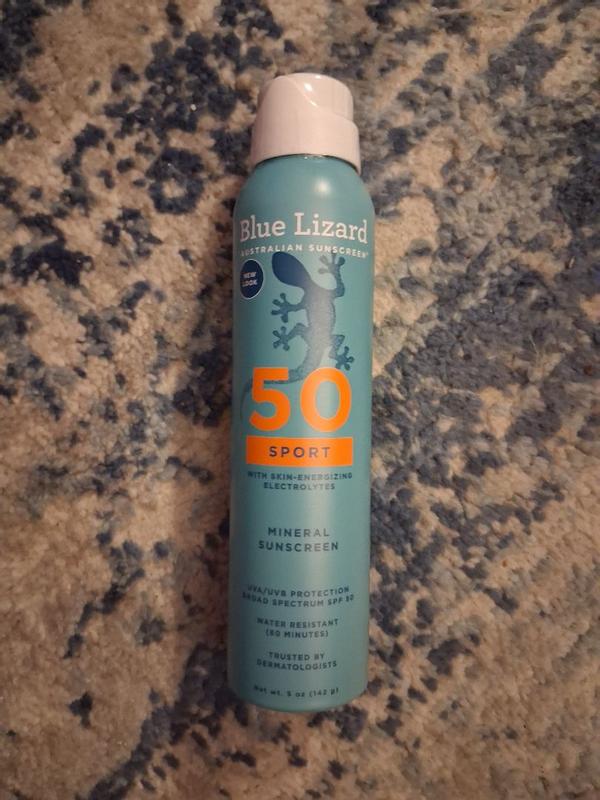 Blue Lizard
AUSTRALIAN SUNSCREEN®
NEW
LOOK
50
SPORT
WITH SKIN-ENERGIZING
ELECTROLYTES
MINERAL
SUNSCREEN
UVA/UVB PROTECTION
BROAD SPECTRUM SPF 50
WATER RESISTANT
(80 MINUTES)
TRUSTED BY
DERMATOLOGISTS
Net wt. 5 oz (142 g)